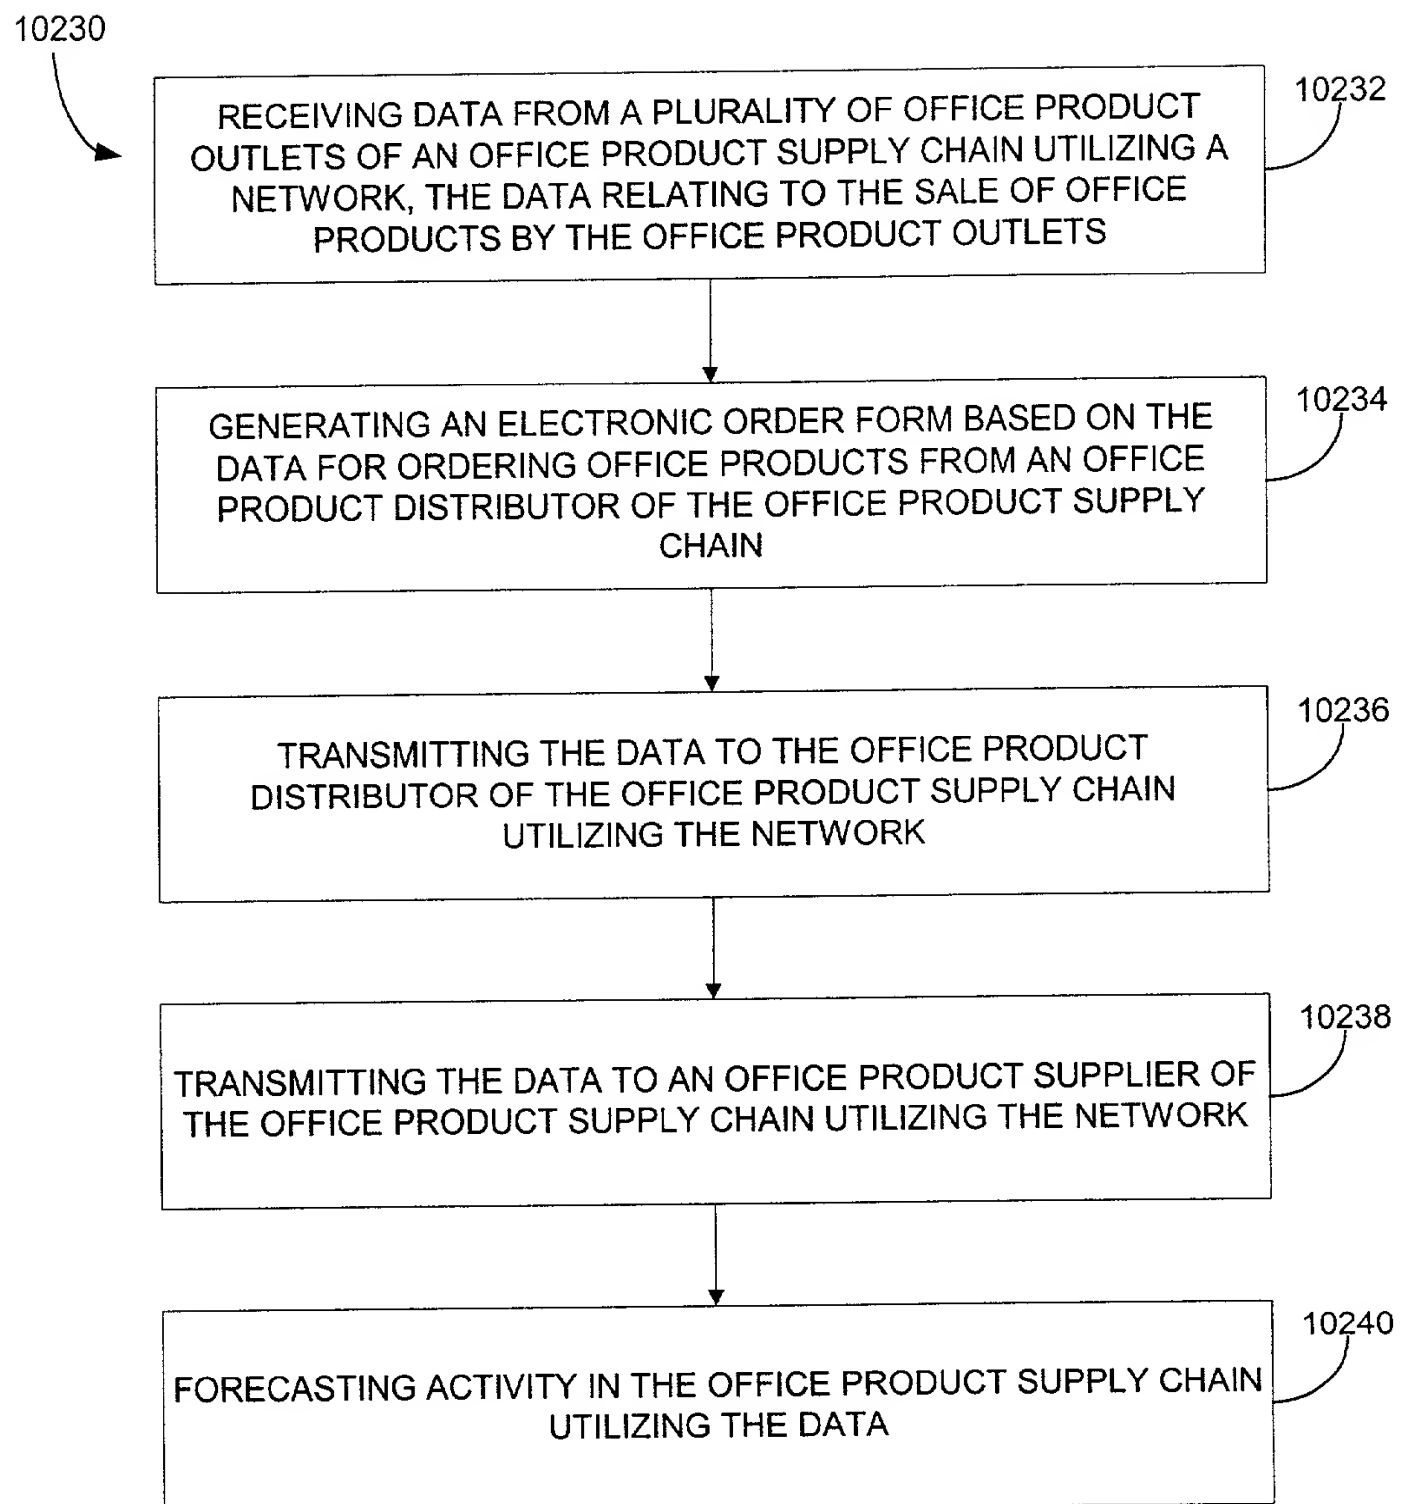 10230
10232
RECEIVING DATA FROM A PLURALITY OF OFFICE PRODUCT
OUTLETS OF AN OFFICE PRODUCT SUPPLY CHAIN UTILIZING A
NETWORK, THE DATA RELATING TO THE SALE OF OFFICE
PRODUCTS BY THE OFFICE PRODUCT OUTLETS
10234
GENERATING AN ELECTRONIC ORDER FORM BASED ON THE
DATA FOR ORDERING OFFICE PRODUCTS FROM AN OFFICE
PRODUCT DISTRIBUTOR OF THE OFFICE PRODUCT SUPPLY
CHAIN
10236
TRANSMITTING THE DATA TO THE OFFICE PRODUCT
DISTRIBUTOR OF THE OFFICE PRODUCT SUPPLY CHAIN
UTILIZING THE NETWORK
10238
TRANSMITTING THE DATA TO AN OFFICE PRODUCT SUPPLIER OF
THE OFFICE PRODUCT SUPPLY CHAIN UTILIZING THE NETWORK
10240
FORECASTING ACTIVITY IN THE OFFICE PRODUCT SUPPLY CHAIN
UTILIZING THE DATA